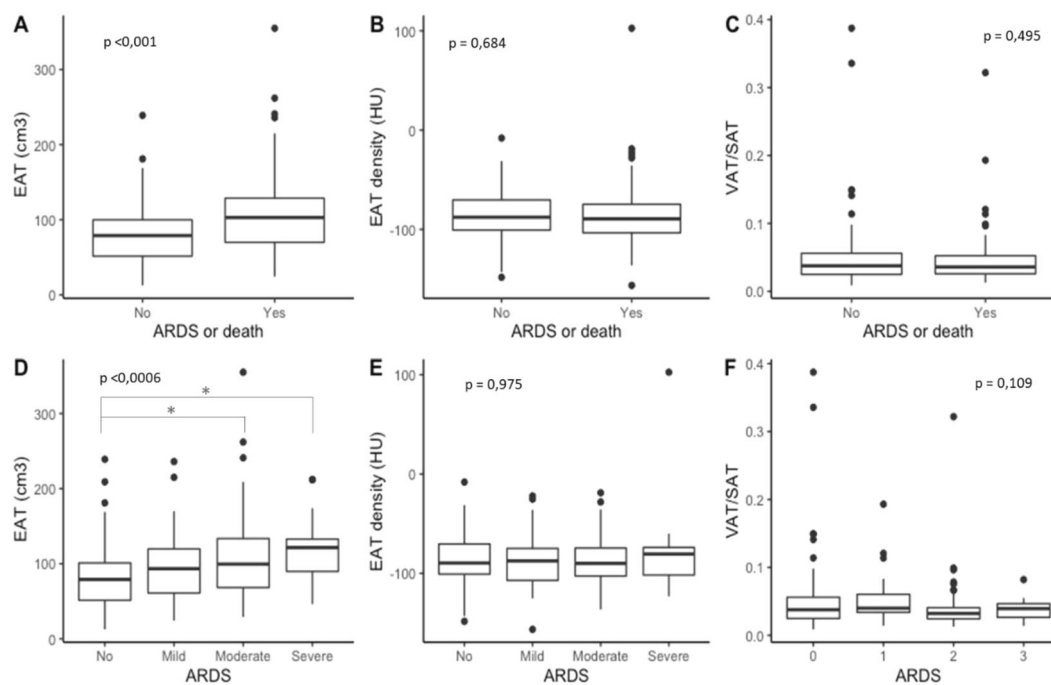 A
p <0,001
EAT (cm3)
300
200
100
0
No
Yes
ARDS or death
B
p = 0,684
EAT density (HU)
100
0
-100
No
Yes
ARDS or death
C
p = 0,495
VAT/SAT
0.4
0.3
0.2
0.1
0.0
No
Yes
ARDS or death
D
p <0,0006
*
*
EAT (cm3)
300
200
100
0
No
Mild
Moderate
Severe
ARDS
E
p = 0,975
EAT density (HU)
100
0
-100
No
Mild
Moderate
Severe
ARDS
F
p = 0,109
VAT/SAT
0.4
0.3
0.2
0.1
0.0
0
1
2
3
ARDS